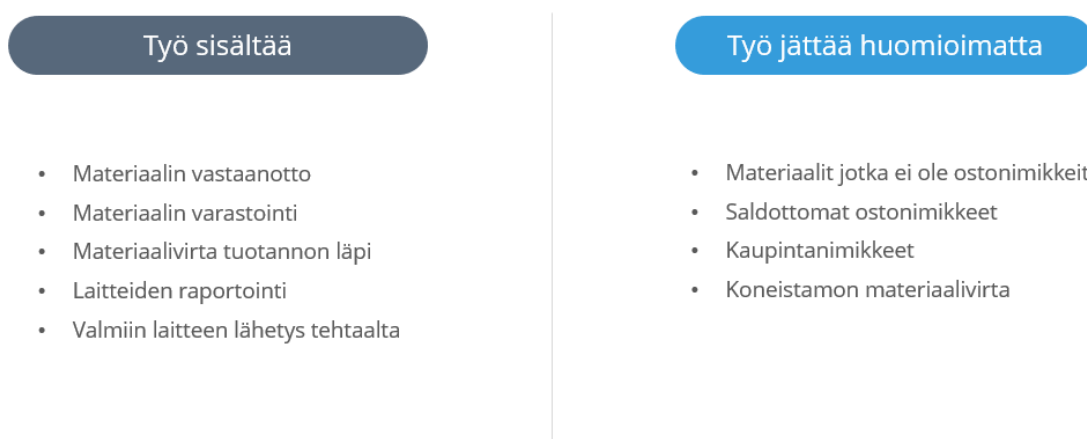 Työ sisältää
• Materiaalin vastaanotto
• Materiaalin varastointi
• Materiaalivirta tuotannon läpi
• Laitteiden raportointi
• Valmiin laitteen lähetys tehtaalta
Työ jättää huomioimatta
• Materiaalit jotka ei ole ostonimikkeit
• Saldottomat ostonimikkeet
• Kaupintanimikkeet
• Koneistamon materiaalivirta